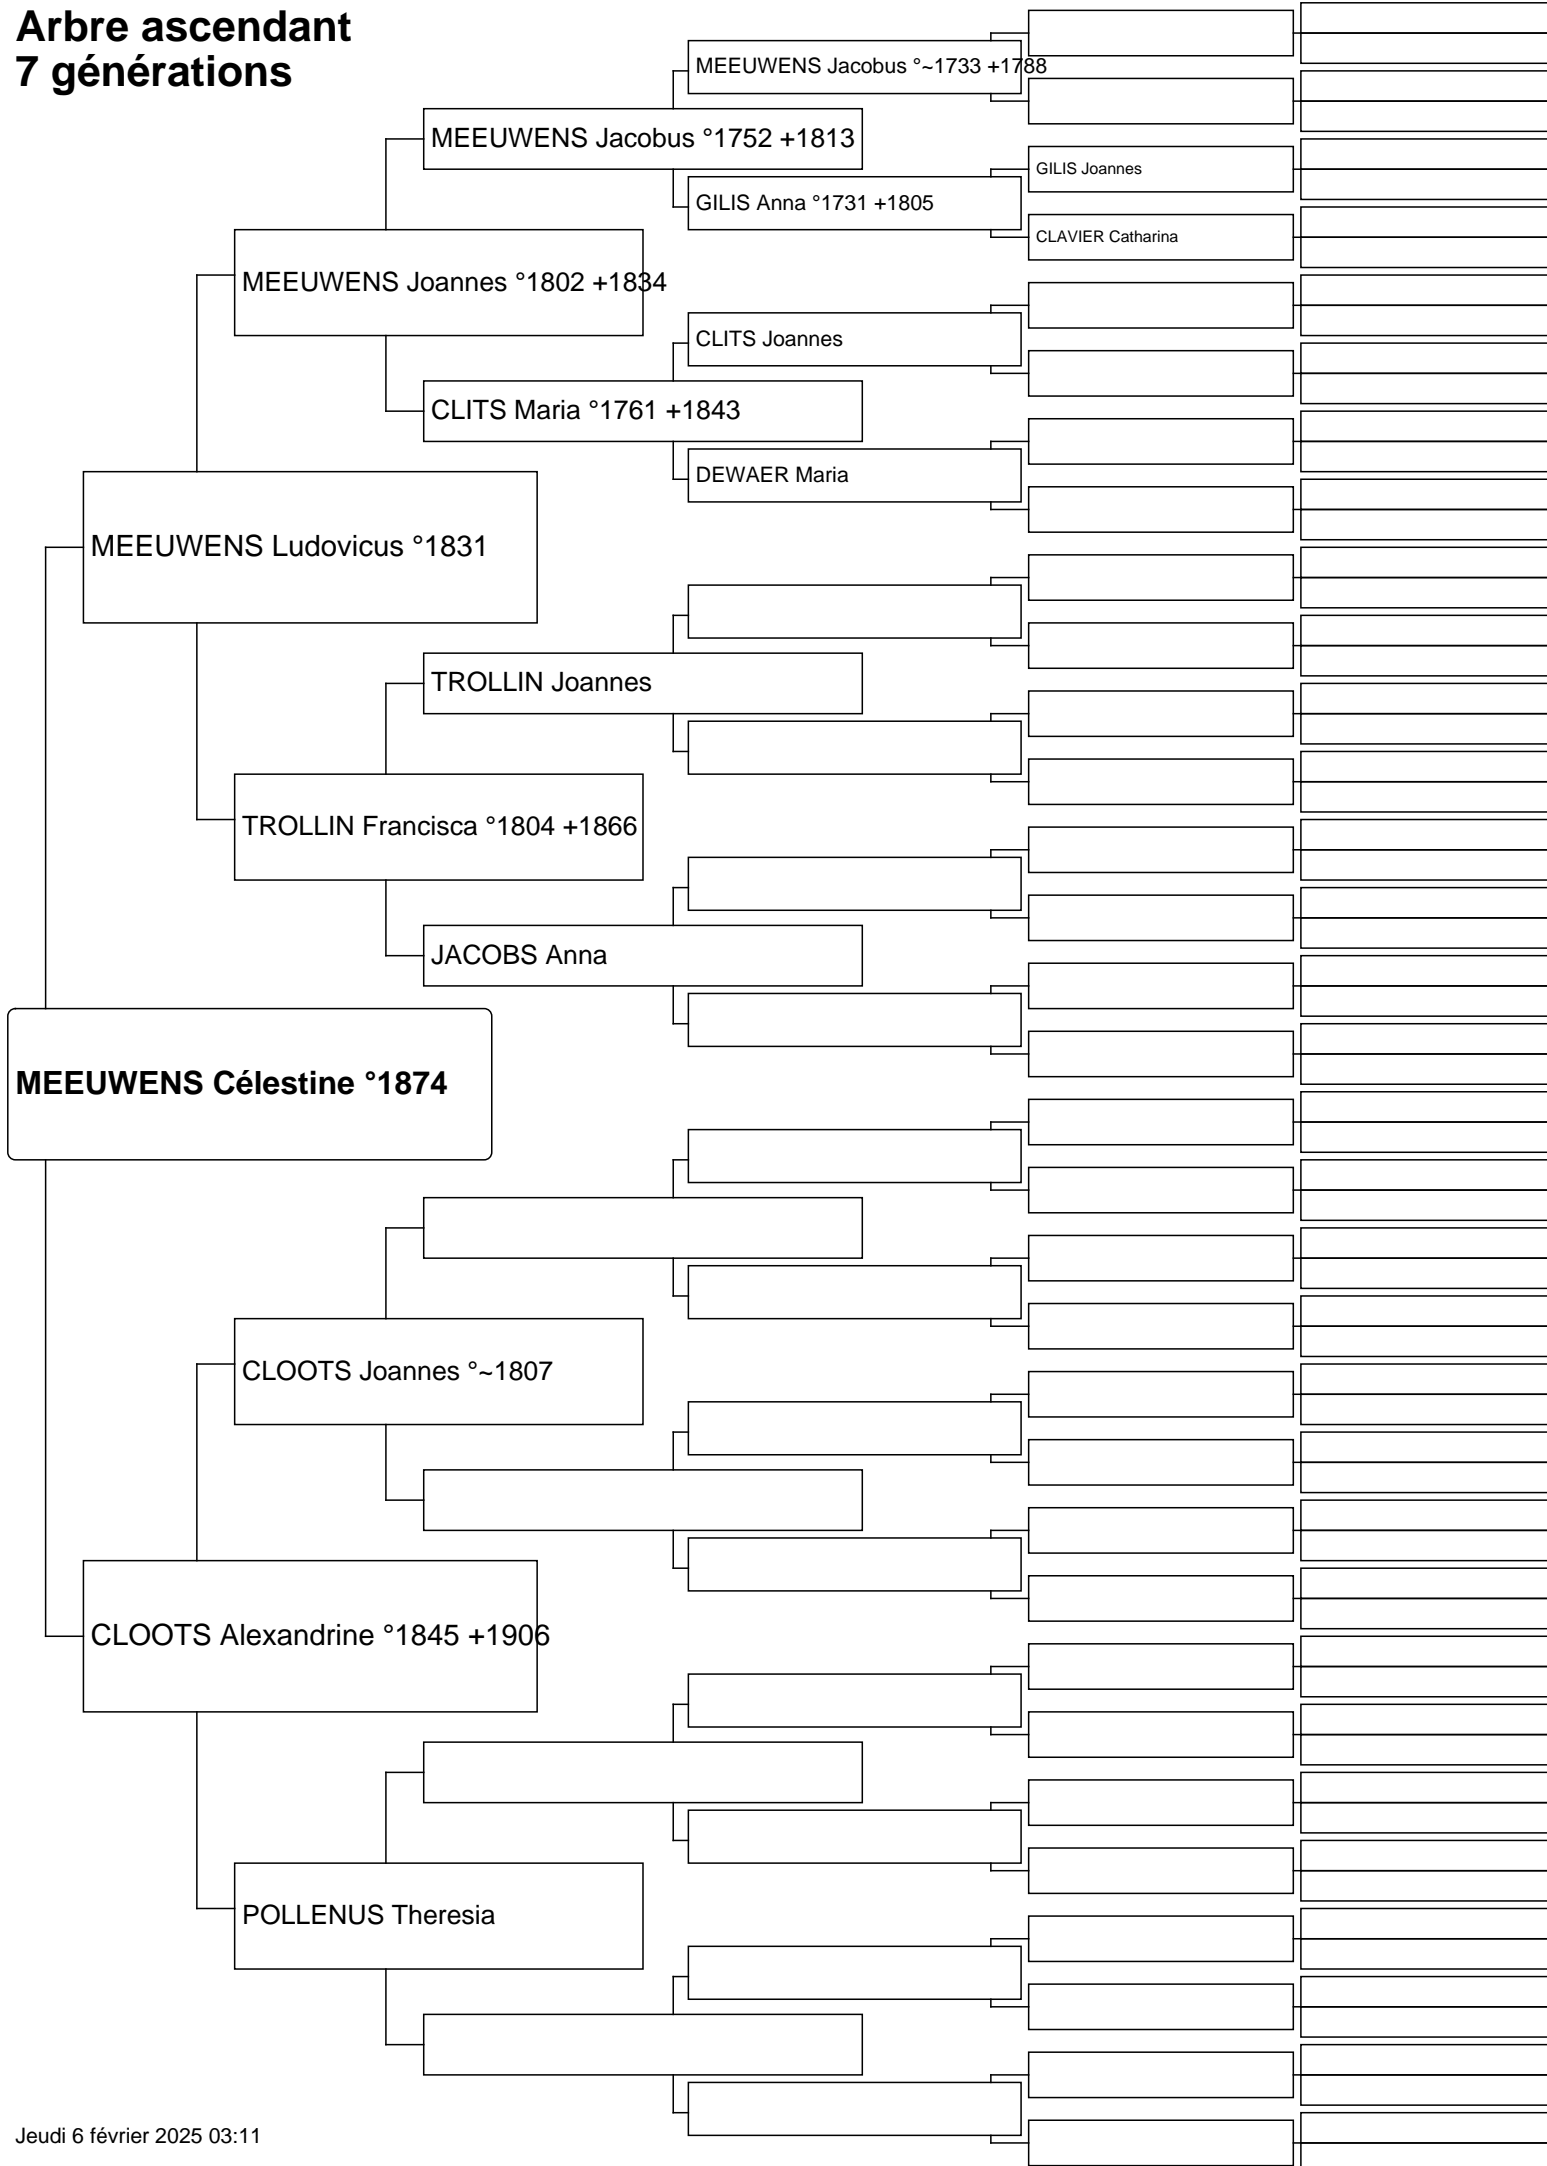 Arbre ascendant
7 générations
MEEUWENS Jacobus °~1733 +1788
MEEUWENS Jacobus °1752 +1813
GILIS Joannes
GILIS Anna °1731 +1805
CLAVIER Catharina
MEEUWENS Joannes °1802 +1834
CLITS Joannes
CLITS Maria °1761 +1843
DEWAER Maria
MEEUWENS Ludovicus °1831
TROLLIN Joannes
TROLLIN Francisca °1804 +1866
JACOBS Anna
MEEUWENS Célestine °1874
CLOOTS Joannes °~1807
CLOOTS Alexandrine °1845 +1906
POLLENUS Theresia
Jeudi 6 février 2025 03:11